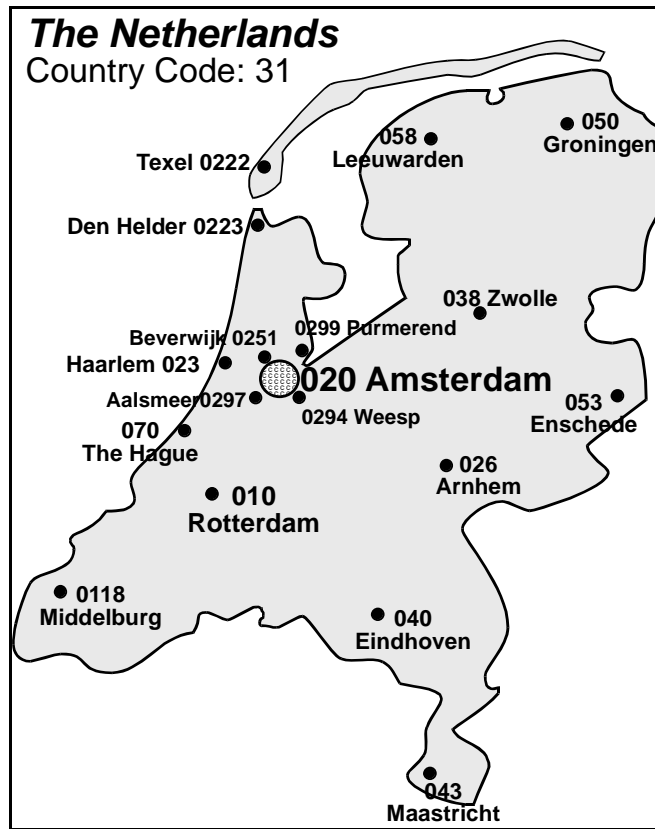 The Netherlands
Country Code: 31
050
Groningen
058
Leeuwarden
Texel 0222
Den Helder 0223
038 Zwolle
0299 Purmerend
Beverwijk 0251
Haarlem 023
020 Amsterdam
Aalsmeer0297
0294 Weesp
053
Enschede
070
The Hague
026
Arnhem
010
Rotterdam
0118
Middelburg
040
Eindhoven
043
Maastricht